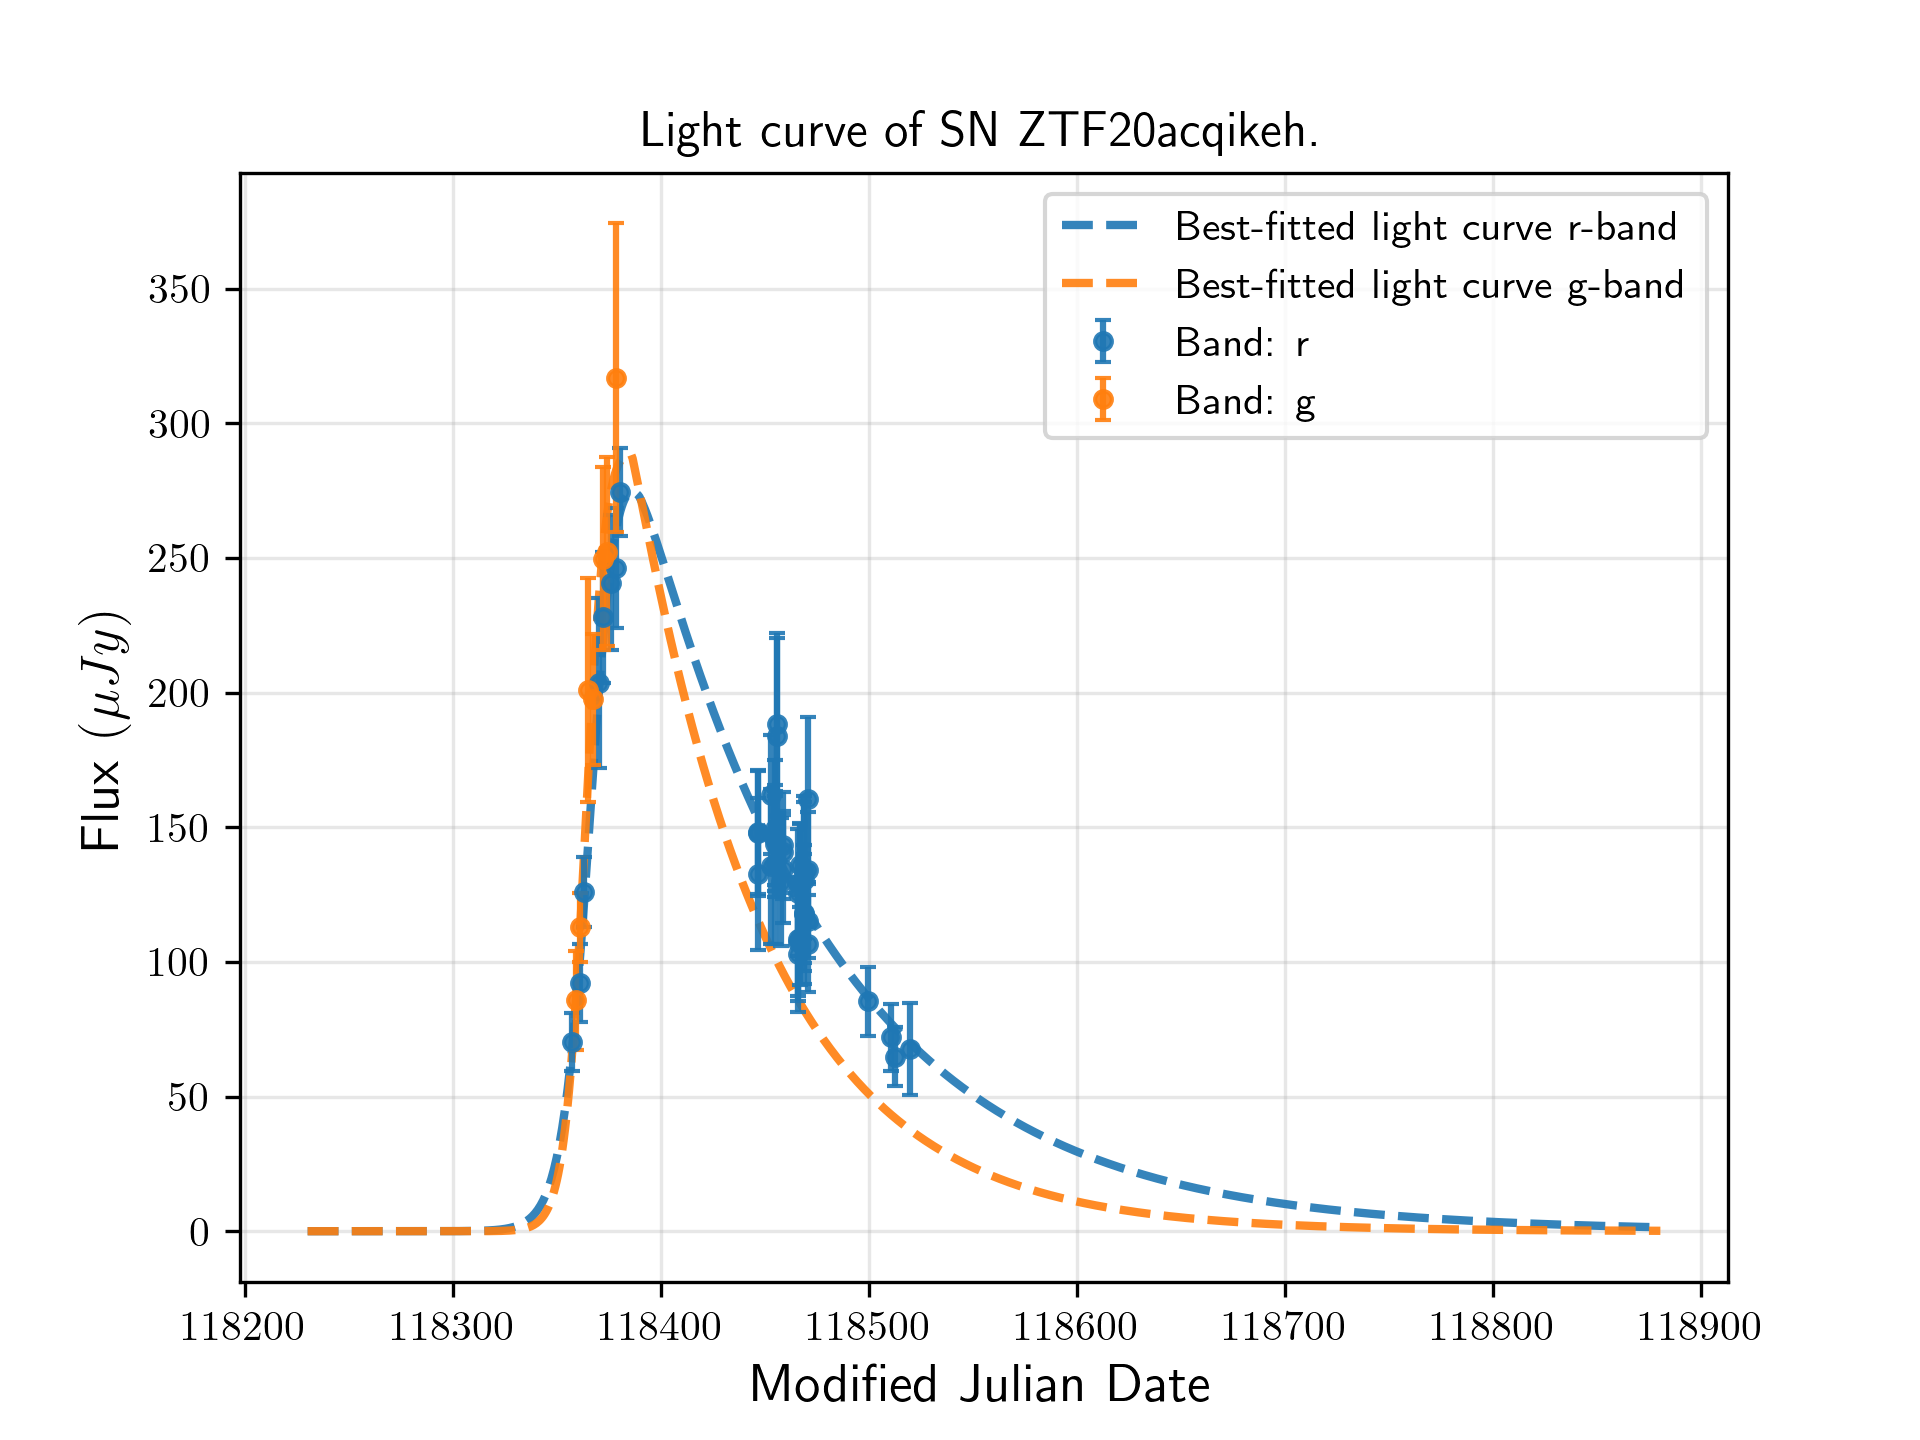 Light curve of SN ZTF20acqikeh.
Best-fitted light curve r-band
Best-fitted light curve g-band
Band: r
Band: g
Flux (μJy)
350
300
250
200
150
100
50
0
118200 118300 118400 118500 118600 118700 118800 118900
Modified Julian Date